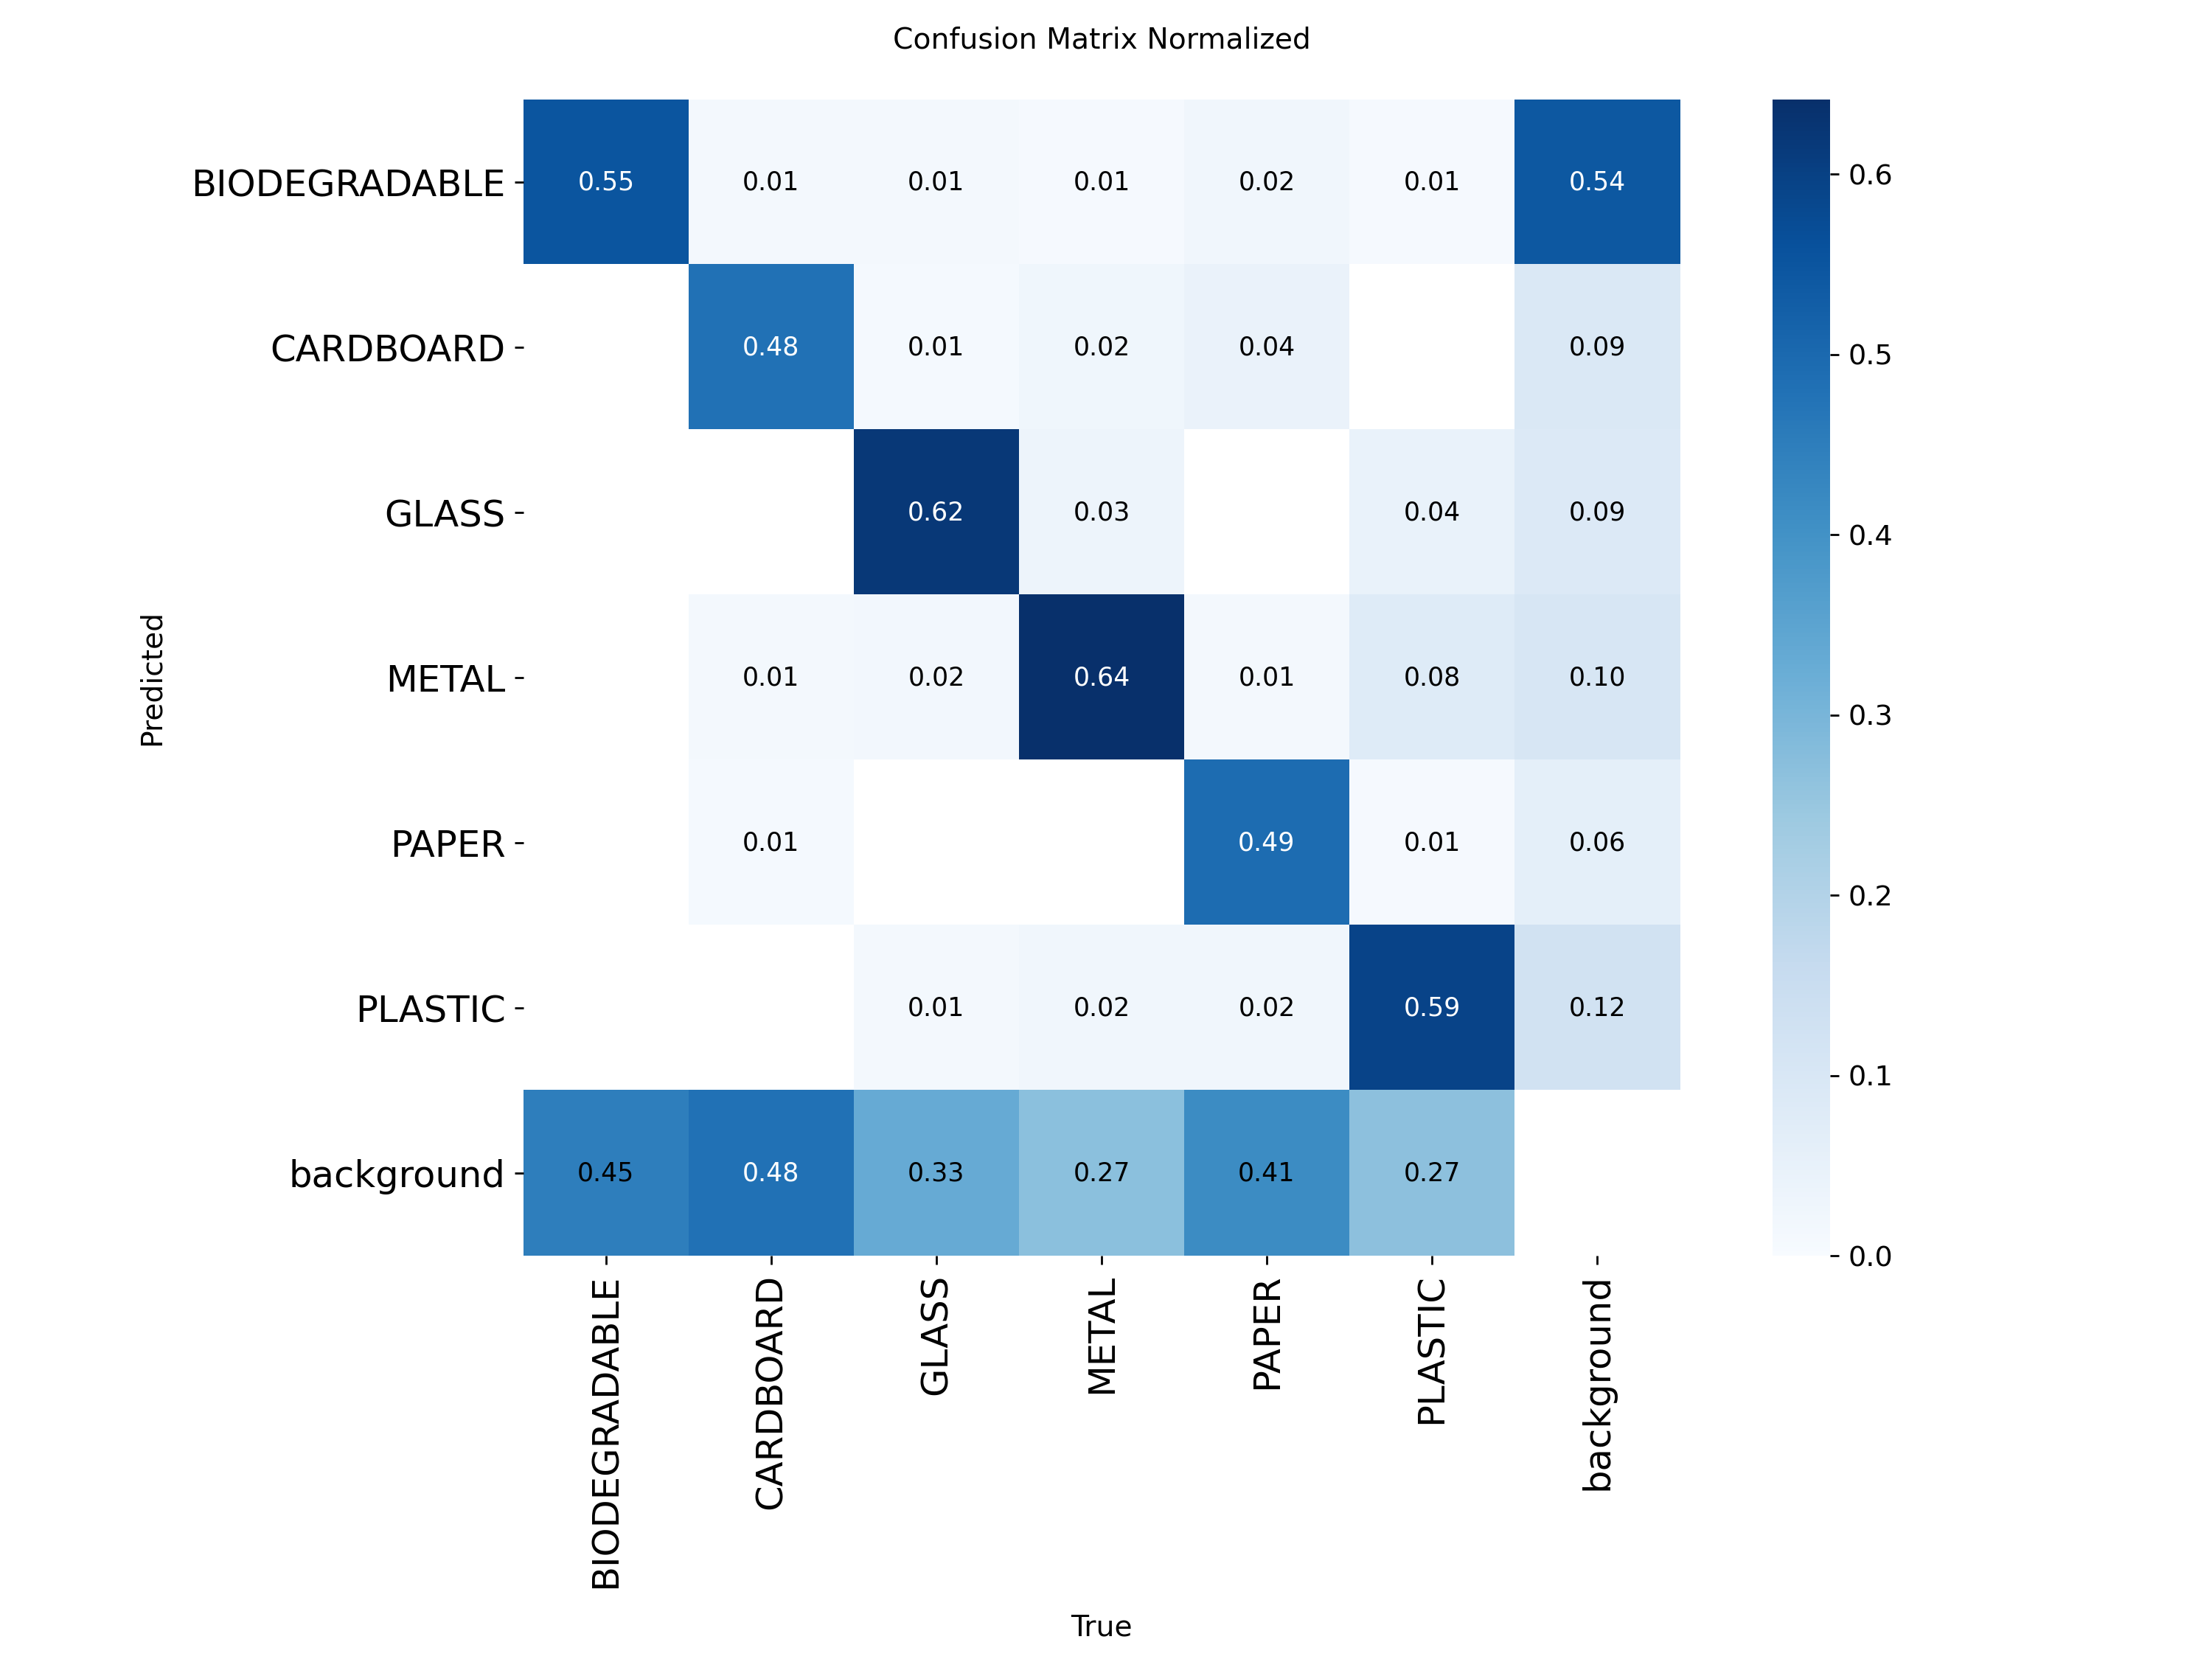 Confusion Matrix Normalized
BIODEGRADABLE 0.55 0.01 0.01 0.01 0.02 0.01 0.54
CARDBOARD 0.48 0.01 0.02 0.04 0.09
GLASS 0.62 0.03 0.04 0.09
METAL 0.01 0.02 0.64 0.01 0.08 0.10
PAPER 0.01 0.49 0.01 0.06
PLASTIC 0.01 0.02 0.02 0.59 0.12
background 0.45 0.48 0.33 0.27 0.41 0.27
Predicted
BIODEGRADABLE
CARDBOARD
GLASS
METAL
PAPER
PLASTIC
background
True
0.6
0.5
0.4
0.3
0.2
0.1
0.0